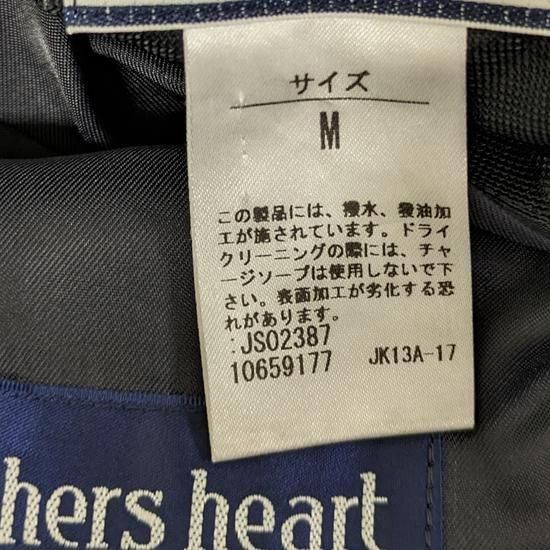 サイズ
M
この製品には、撥水、撥油加
工が施されています。ドライ
クリーニングの際には、チャ
ージソープは使用しないで下
さい。表面加工が劣化する恐
れがあります。
:JS02387
10659177 JK13A-17
hers heart